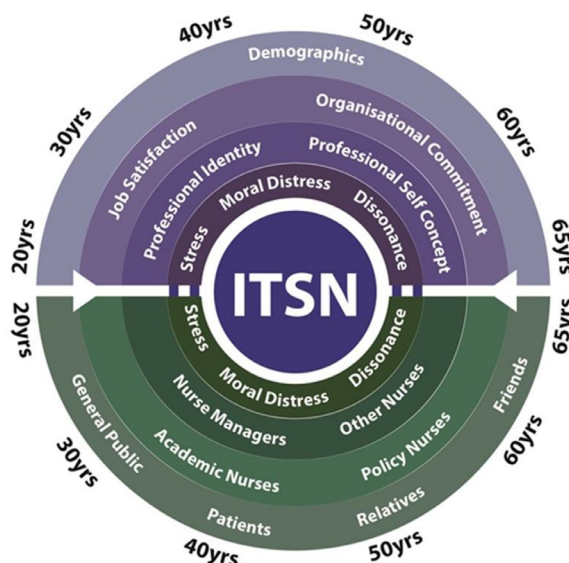 40yrs
50yrs
30yrs
60yrs
20yrs
65yrs
Demographics
Job Satisfaction
Organisational Commitment
Professional Identity
Professional Self Concept
Stress
Moral Distress
Dissonance
ITSN
Stress
Moral Distress
Dissonance
Nurse Managers
Other Nurses
Academic Nurses
Policy Nurses
General Public
Patients
Relatives
Friends
20yrs
65yrs
30yrs
60yrs
40yrs
50yrs